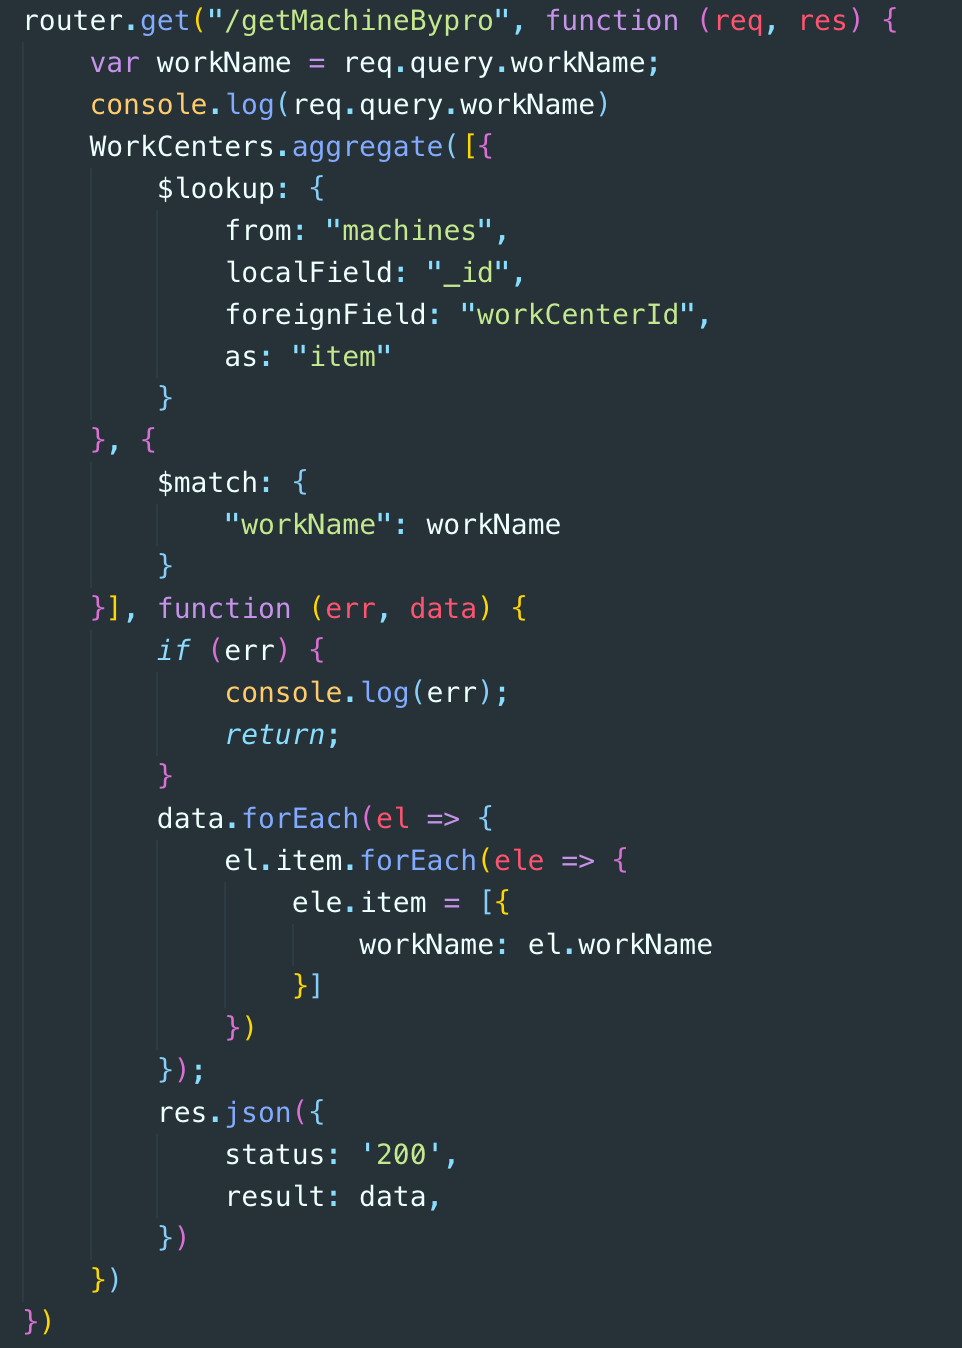 router.get("/getMachineBypro", function (req, res) {
    var workName = req.query.workName;
    console.log(req.query.workName)
    WorkCenters.aggregate([{
        $lookup: {
            from: "machines",
            localField: "_id",
            foreignField: "workCenterId",
            as: "item"
        }
    }, {
        $match: {
            "workName": workName
        }
    }], function (err, data) {
        if (err) {
            console.log(err);
            return;
        }
        data.forEach(el => {
            el.item.forEach(ele => {
                ele.item = [{
                    workName: el.workName
                }]
            })
        });
        res.json({
            status: '200',
            result: data,
        })
    })
})